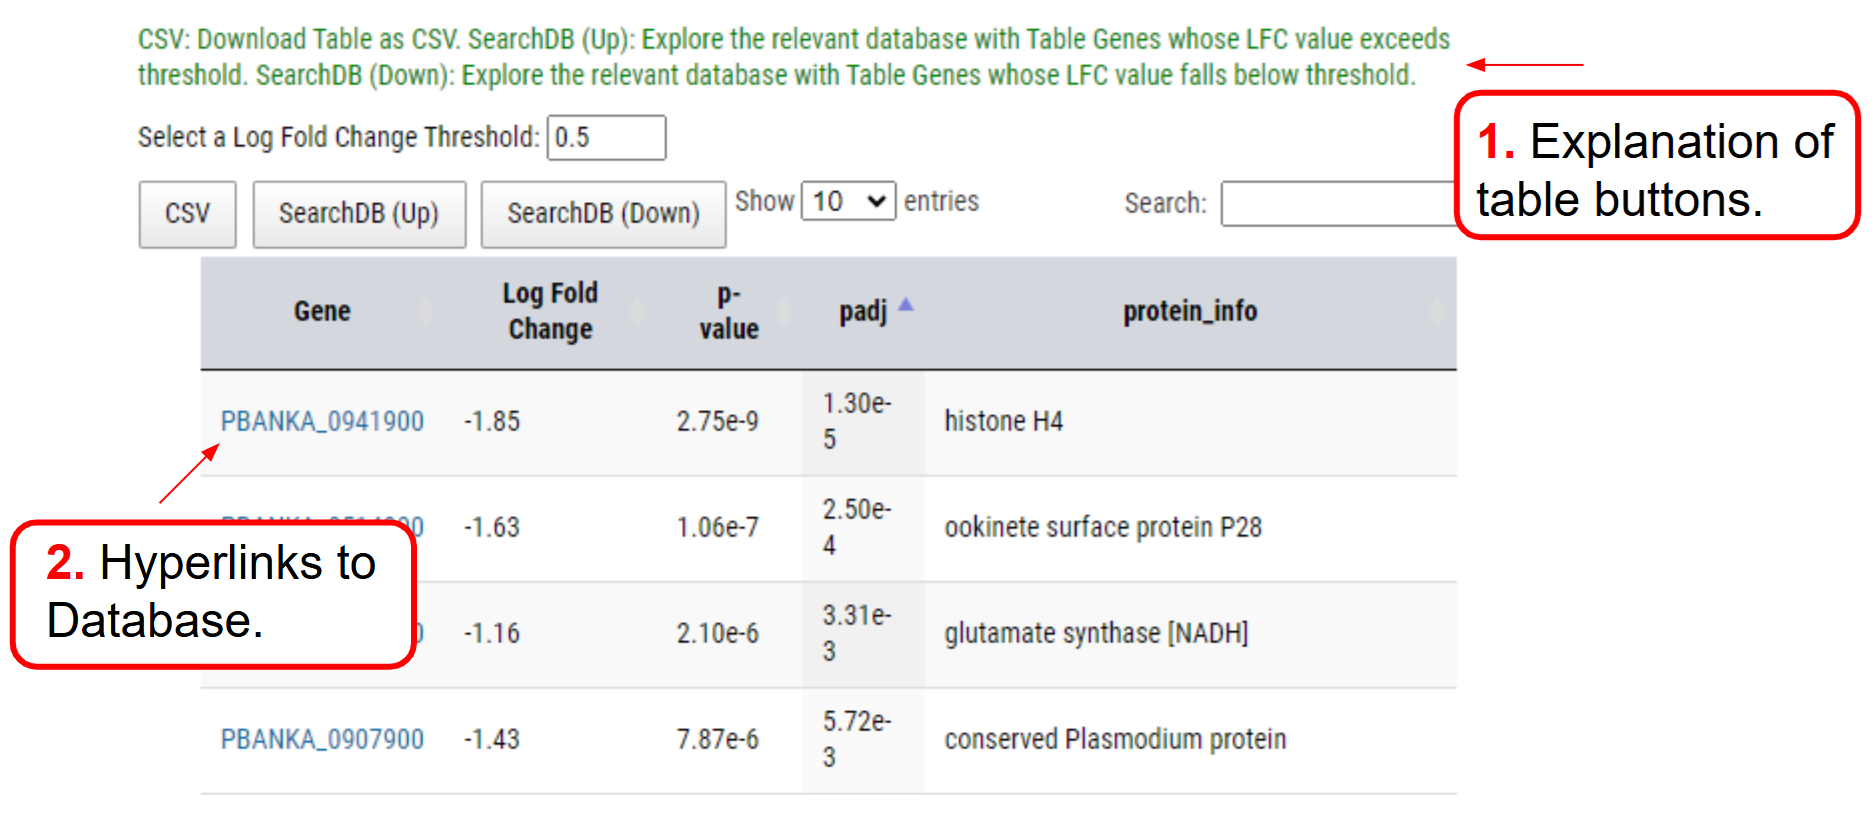 CSV: Download Table as CSV. SearchDB (Up): Explore the relevant database with Table Genes whose LFC value exceeds
threshold. SearchDB (Down): Explore the relevant database with Table Genes whose LFC value falls below threshold.
1. Explanation of
table buttons.
Select a Log Fold Change Threshold: 0.5
CSV SearchDB (Up) SearchDB (Down) Show 10 entries Search:
Gene Log Fold Change p-value padj protein_info
PBANKA_0941900 -1.85 2.75e-9 1.30e-5 histone H4
-1.63 1.06e-7 2.50e-4 ookinete surface protein P28
2. Hyperlinks to
Database.
-1.16 2.10e-6 3.31e-3 glutamate synthase [NADH]
PBANKA_0907900 -1.43 7.87e-6 5.72e-3 conserved Plasmodium protein